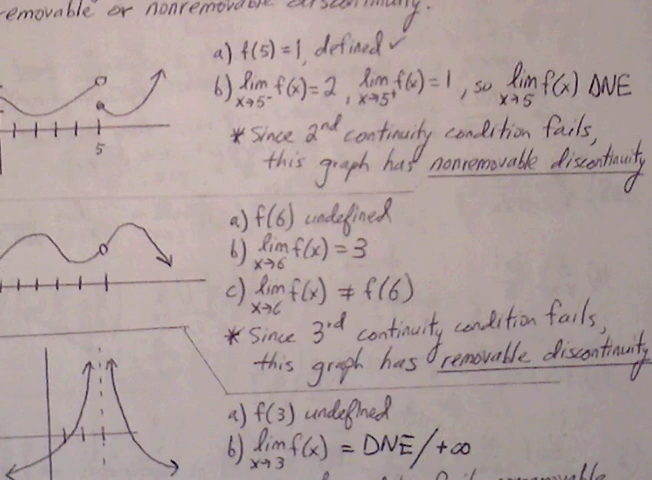 removable or nonremovable discontinuity.
a) f(5) = 1, defined ✓
b) lim x→5⁻ f(x) = 2, lim x→5⁺ f(x) = 1, so lim x→5 f(x) DNE
* Since 2nd continuity condition fails,
this graph has nonremovable discontinuity
5
a) f(6) undefined
b) lim x→6 f(x) = 3
c) lim x→6 f(x) ≠ f(6)
* Since 3rd continuity condition fails,
this graph has removable discontinuity
a) f(3) undefined
b) lim x→3 f(x) = DNE/+∞